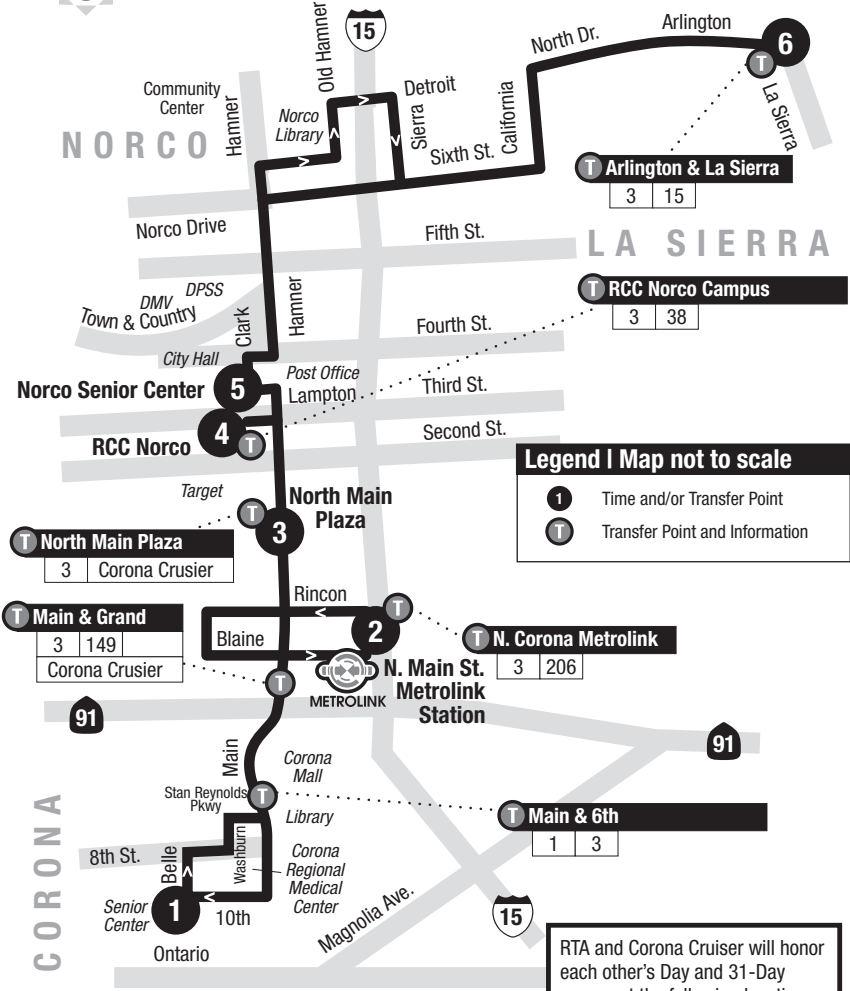 Old Hamner
15
North Dr.
Arlington
6
T
La Sierra
Community
Center
Hamner
Norco
Library
Detroit
Sierra
California
NORCO
Sixth St.
T Arlington & La Sierra
3 15
Norco Drive
Fifth St.
LA SIERRA
DMV
DPSS
Town & Country
Clark
Hamner
T RCC Norco Campus
3 38
Fourth St.
City Hall
Post Office
Norco Senior Center
5
Lampton
Third St.
4
RCC Norco
T
Second St.
Legend | Map not to scale
1 Time and/or Transfer Point
T Transfer Point and Information
Target
North Main
Plaza
T
3
T North Main Plaza
3 Corona Crusier
Rincon
T
T Main & Grand
3 149
Corona Crusier
Blaine
2
T N. Corona Metrolink
3 206
N. Main St.
Metrolink
Station
METROLINK
T
91
91
Main
Corona
Mall
Stan Reynolds
Pkwy
T
Library
T Main & 6th
1 3
CORONA
8th St.
Belle
Washburn
Corona
Regional
Medical
Center
Senior
Center
1
10th
Magnolia Ave.
15
Ontario
RTA and Corona Cruiser will honor
each other's Day and 31-Day